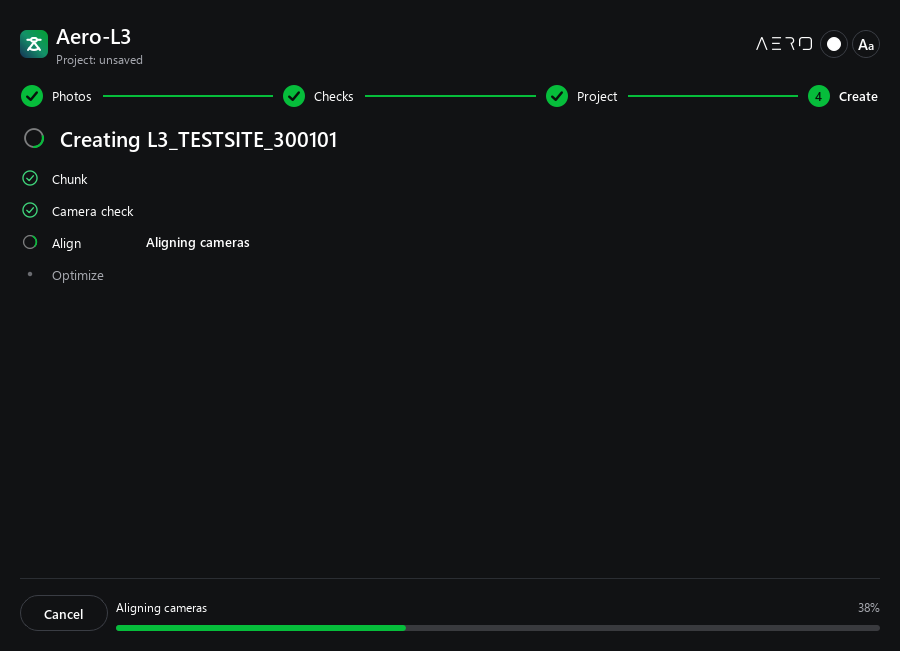 Aero-L3
Project: unsaved
AERO
Aa
Photos
Checks
Project
4 Create
Creating L3_TESTSITE_300101
Chunk
Camera check
Align Aligning cameras
Optimize
Cancel
Aligning cameras 38%